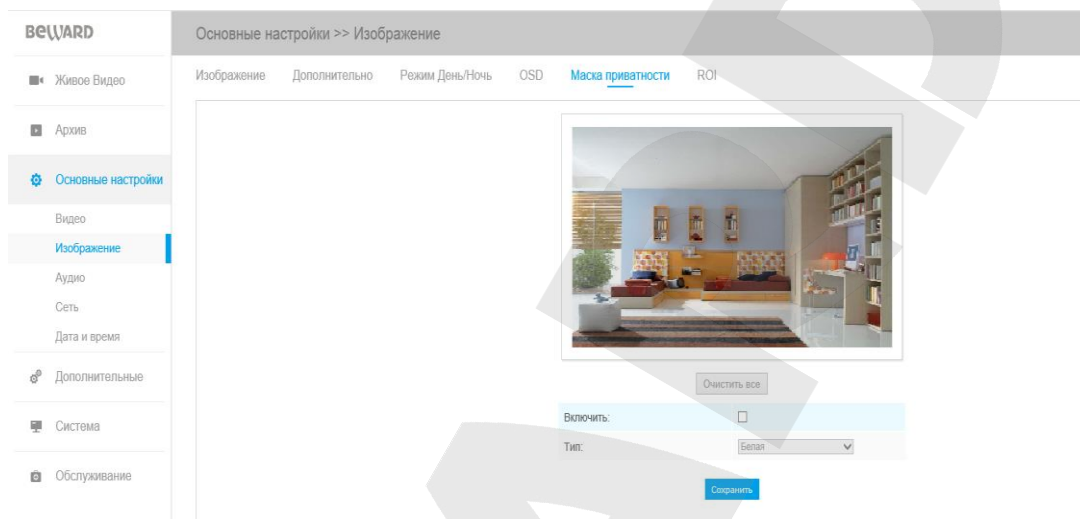 BEWARD
Основные настройки >> Изображение
Живое Видео
Архив
Основные настройки
Видео
Изображение
Аудио
Сеть
Дата и время
Дополнительные
Система
Обслуживание
Изображение Дополнительно Режим День/Ночь OSD Маска приватности ROI
Очистить все
Включить:
Тип: Белая
Сохранить